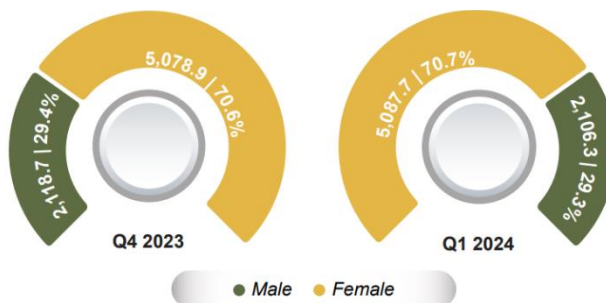 2,118.7 | 29.4%
5,078.9 | 70.6%
Q4 2023
5,087.7 | 70.7%
2,106.3 | 29.3%
Q1 2024
Male
Female